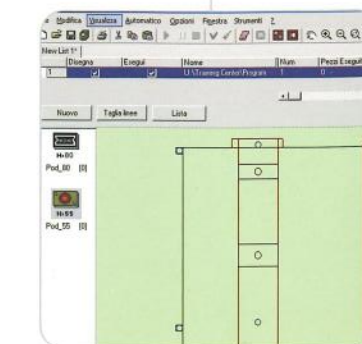 Modifica Visualizza Automatico Opzioni Finestra Strumenti ?
New List 1*
Disegna Esegui Nome Num Pezzi Eseguit
1 U:\Training Center\Program 1 0
Nuovo Taglia linee Lista
H=80
Pod_80 [0]
H=55
Pod_55 [0]